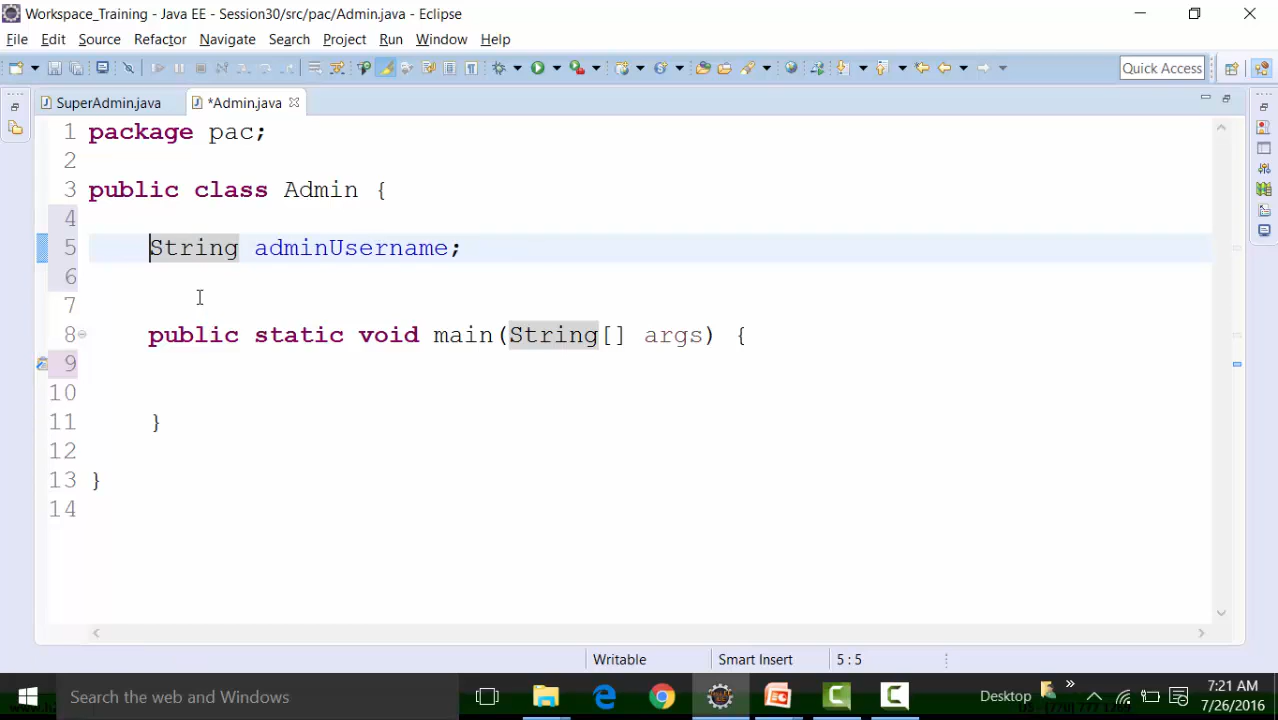 Workspace_Training - Java EE - Session30/src/pac/Admin.java - Eclipse
File Edit Source Refactor Navigate Search Project Run Window Help
Quick Access
SuperAdmin.java *Admin.java
1 package pac;
2
3 public class Admin {
4
5 String adminUsername;
6
7
8 public static void main(String[] args) {
9
10
11 }
12
13 }
14
Writable Smart Insert 5 : 5
Search the web and Windows
Desktop
7:21 AM
7/26/2016